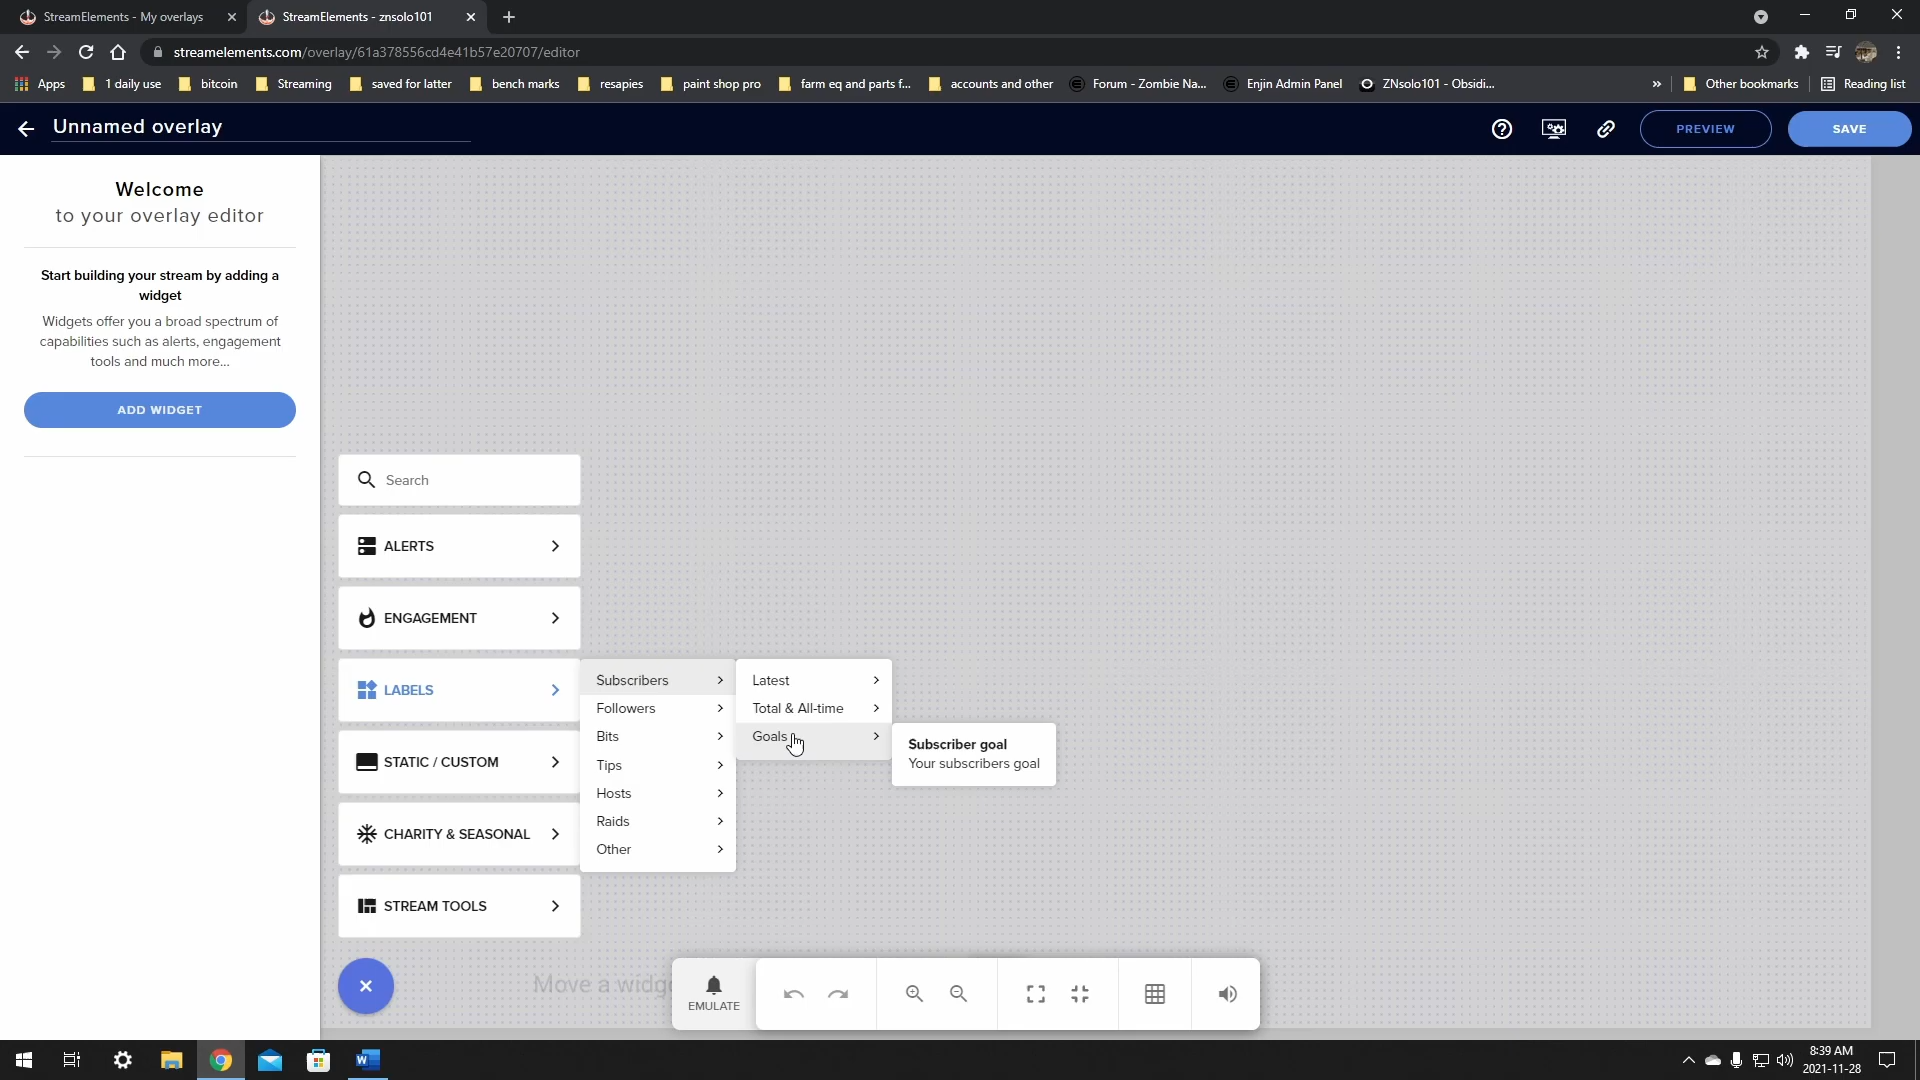 StreamElements - My overlays
StreamElements - znsolo101
streamelements.com/overlay/61a378556cd4e41b57e20707/editor
Apps
1 daily use
bitcoin
Streaming
saved for latter
bench marks
resapies
paint shop pro
farm eq and parts f...
accounts and other
Forum - Zombie Na...
Enjin Admin Panel
ZNsolo101 - Obsidi...
»
Other bookmarks
Reading list
Unnamed overlay
PREVIEW
SAVE
Welcome
to your overlay editor
Start building your stream by adding a
widget
Widgets offer you a broad spectrum of
capabilities such as alerts, engagement
tools and much more...
ADD WIDGET
Search
ALERTS
ENGAGEMENT
LABELS
STATIC / CUSTOM
CHARITY & SEASONAL
STREAM TOOLS
Subscribers
Followers
Bits
Tips
Hosts
Raids
Other
Latest
Total & All-time
Goals
Subscriber goal
Your subscribers goal
Move a widg
EMULATE
8:39 AM
2021-11-28